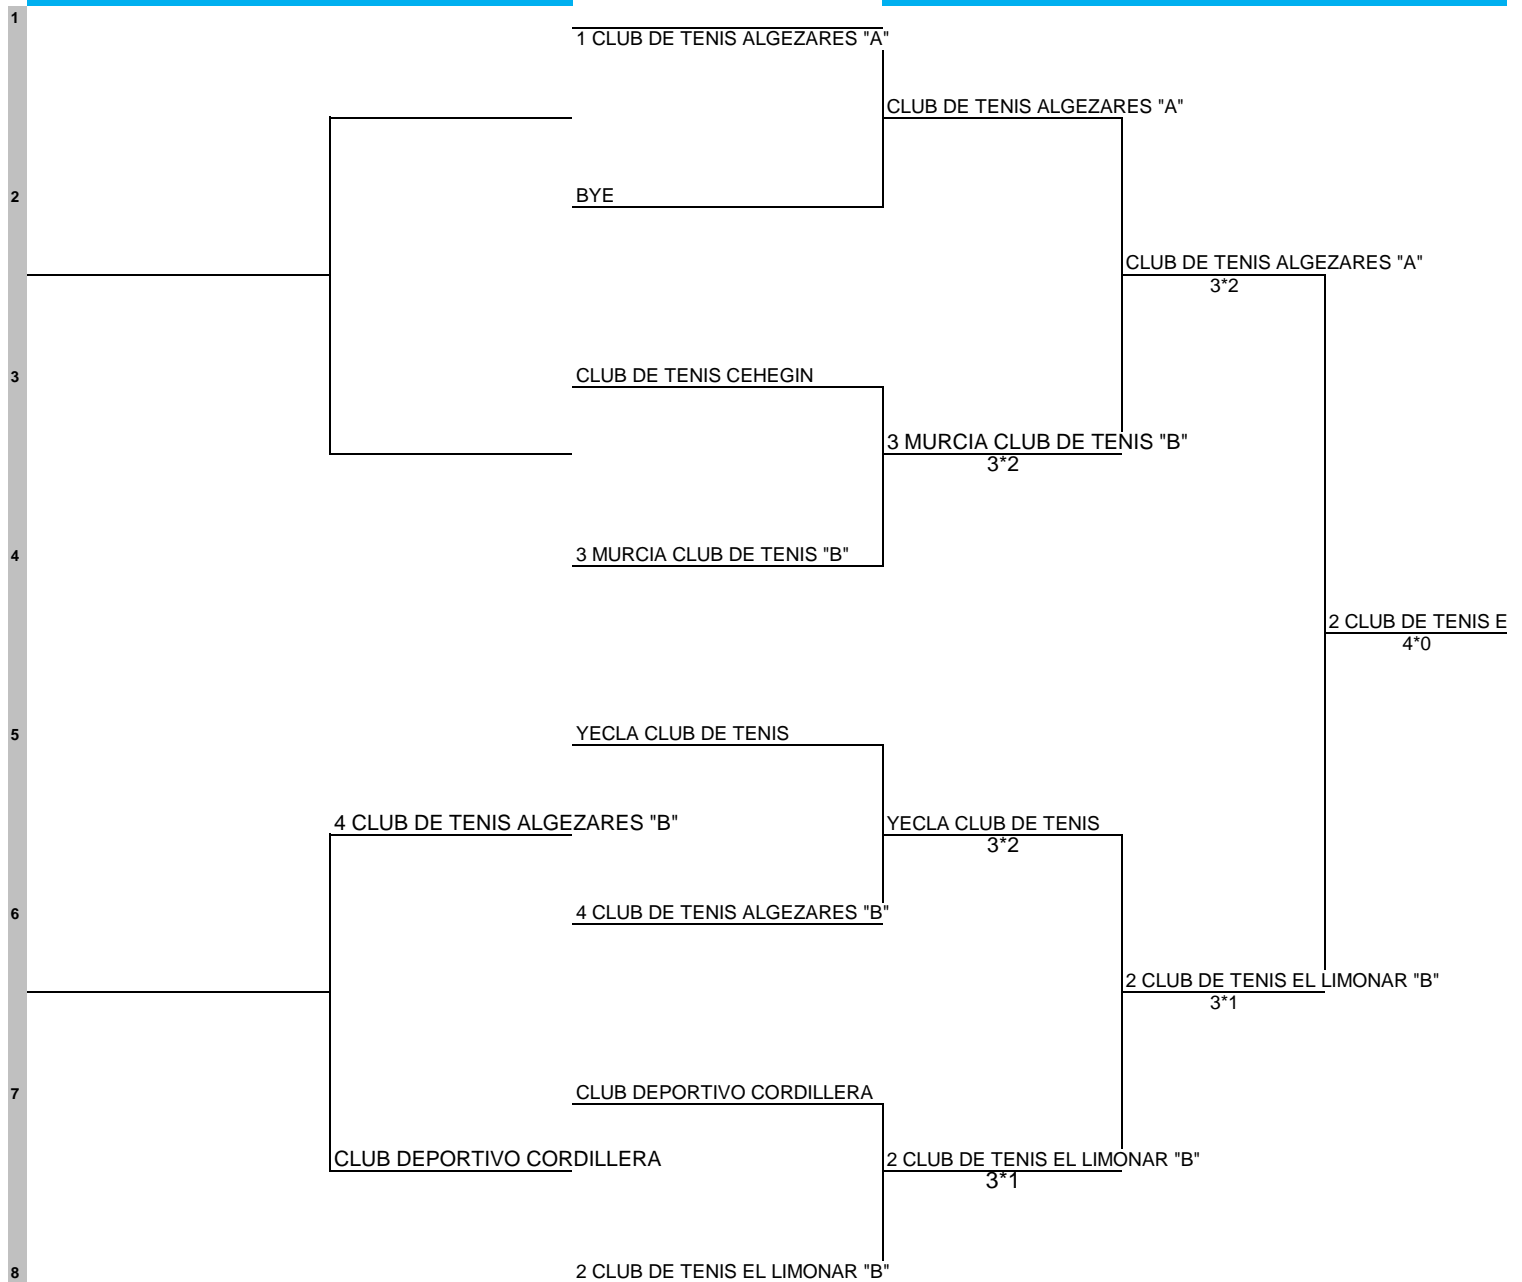 1
1 CLUB DE TENIS ALGEZARES "A"
CLUB DE TENIS ALGEZARES "A"
2
BYE
CLUB DE TENIS ALGEZARES "A"
3*2
3
CLUB DE TENIS CEHEGIN
3 MURCIA CLUB DE TENIS "B"
3*2
4
3 MURCIA CLUB DE TENIS "B"
2 CLUB DE TENIS E
4*0
5
YECLA CLUB DE TENIS
4 CLUB DE TENIS ALGEZARES "B"
YECLA CLUB DE TENIS
3*2
6
4 CLUB DE TENIS ALGEZARES "B"
2 CLUB DE TENIS EL LIMONAR "B"
3*1
7
CLUB DEPORTIVO CORDILLERA
CLUB DEPORTIVO CORDILLERA
2 CLUB DE TENIS EL LIMONAR "B"
3*1
8
2 CLUB DE TENIS EL LIMONAR "B"